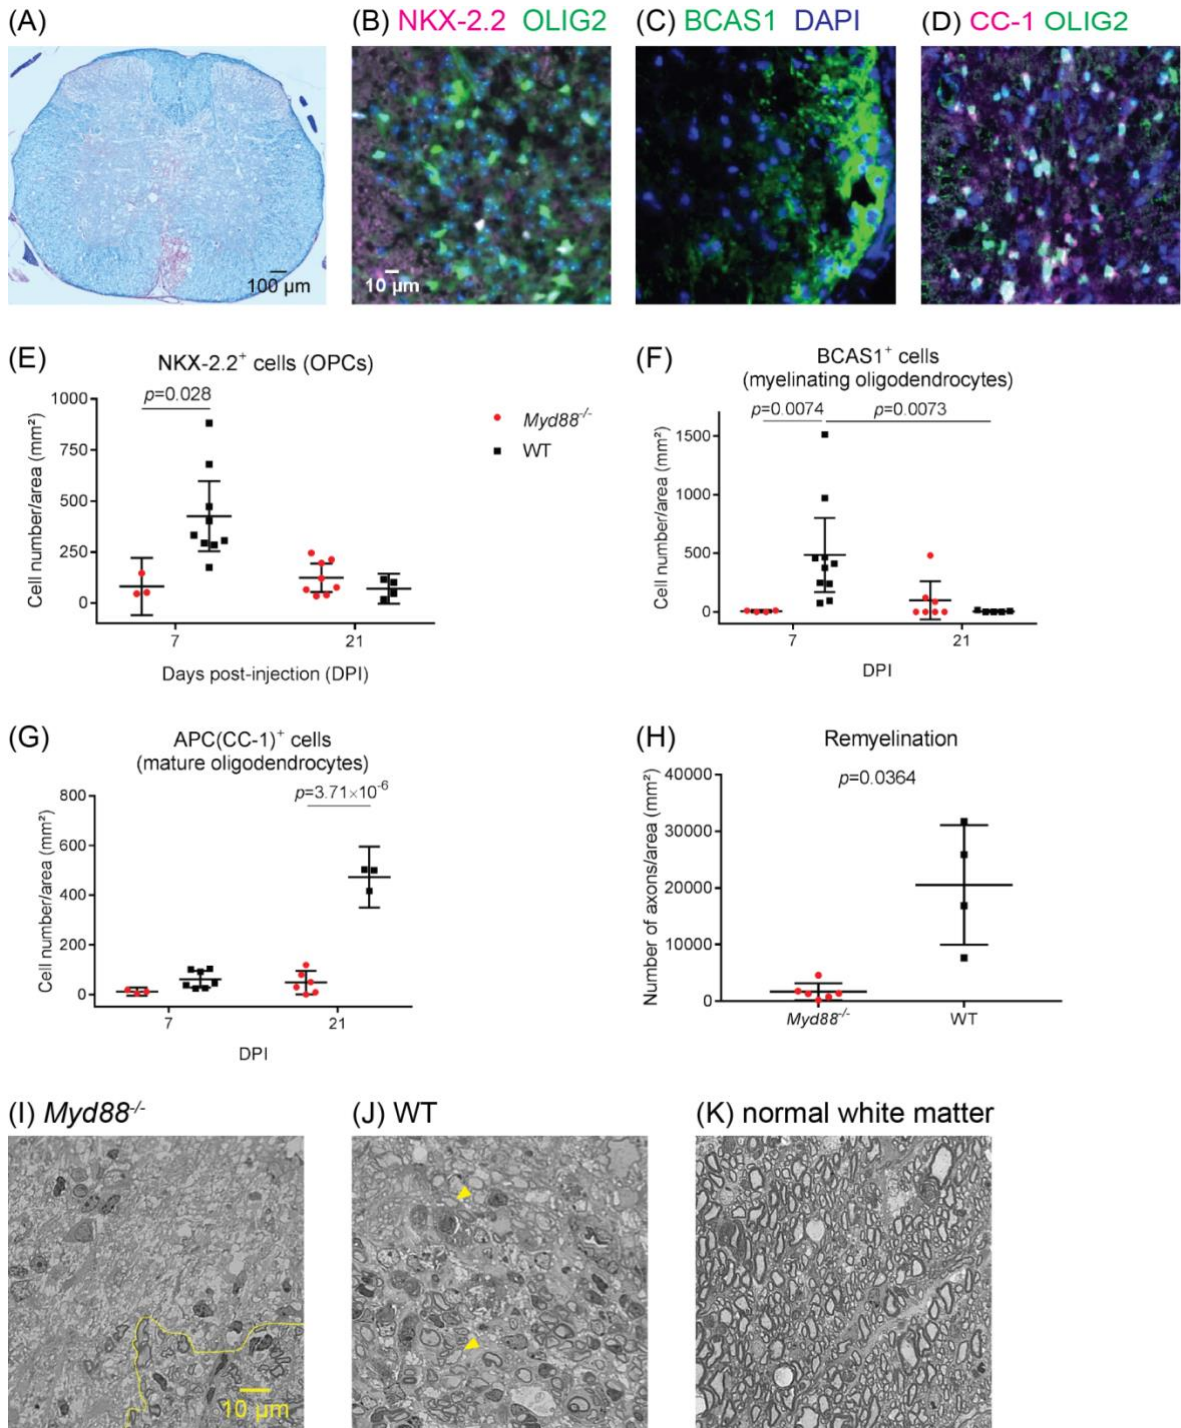 (A)
(B) NKX-2.2 OLIG2
(C) BCAS1 DAPI
(D) CC-1 OLIG2
100 µm
10 µm
(E)
NKX-2.2⁺ cells (OPCs)
p=0.028
Cell number/area (mm²)
1000
750
500
250
0
7
21
Days post-injection (DPI)
Myd88⁻/⁻
WT
(F)
BCAS1⁺ cells
(myelinating oligodendrocytes)
p=0.0074
p=0.0073
Cell number/area (mm²)
1500
1000
500
0
7
21
DPI
(G)
APC(CC-1)⁺ cells
(mature oligodendrocytes)
p=3.71×10⁻⁶
Cell number/area (mm²)
800
600
400
200
0
7
21
DPI
(H)
Remyelination
p=0.0364
Number of axons/area (mm²)
40000
30000
20000
10000
0
Myd88⁻/⁻
WT
(I) Myd88⁻/⁻
(J) WT
(K) normal white matter
10 µm